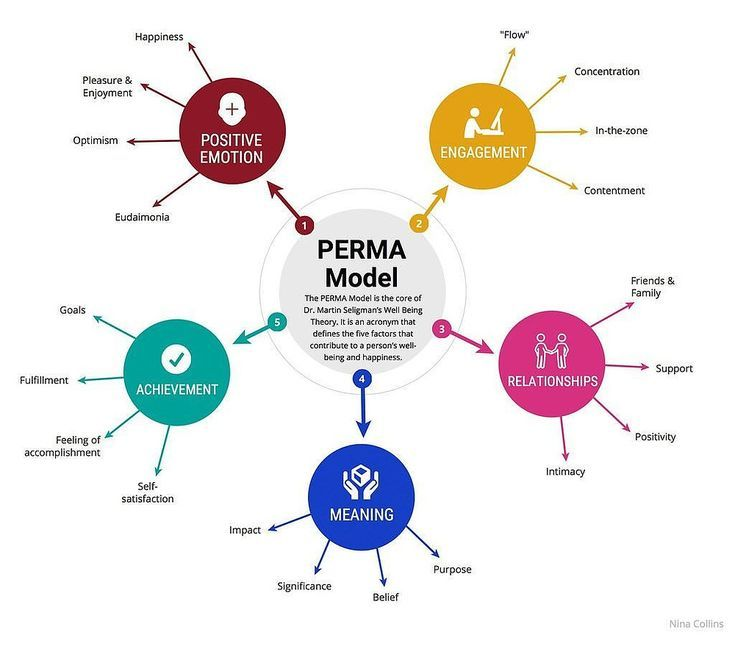 Happiness
Pleasure &
Enjoyment
Optimism
Eudaimonia
POSITIVE
EMOTION
1
"Flow"
Concentration
In-the-zone
Contentment
ENGAGEMENT
2
PERMA
Model
The PERMA Model is the core of
Dr. Martin Seligman's Well Being
Theory. It is an acronym that
defines the five factors that
contribute to a person's well-
being and happiness.
3
RELATIONSHIPS
Friends &
Family
Support
Positivity
Intimacy
4
MEANING
Impact
Significance
Belief
Purpose
5
ACHIEVEMENT
Goals
Fulfillment
Feeling of
accomplishment
Self-
satisfaction
Nina Collins